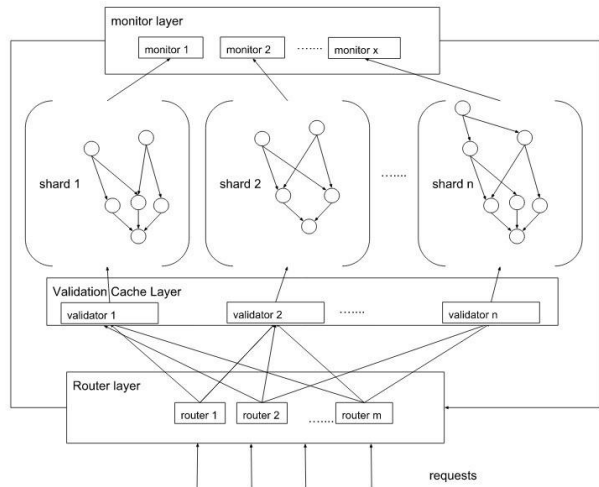 monitor layer
monitor 1 monitor 2 ....... monitor x
shard 1 shard 2 ....... shard n
Validation Cache Layer
validator 1 validator 2 ....... validator n
Router layer
router 1 router 2 ....... router m
requests